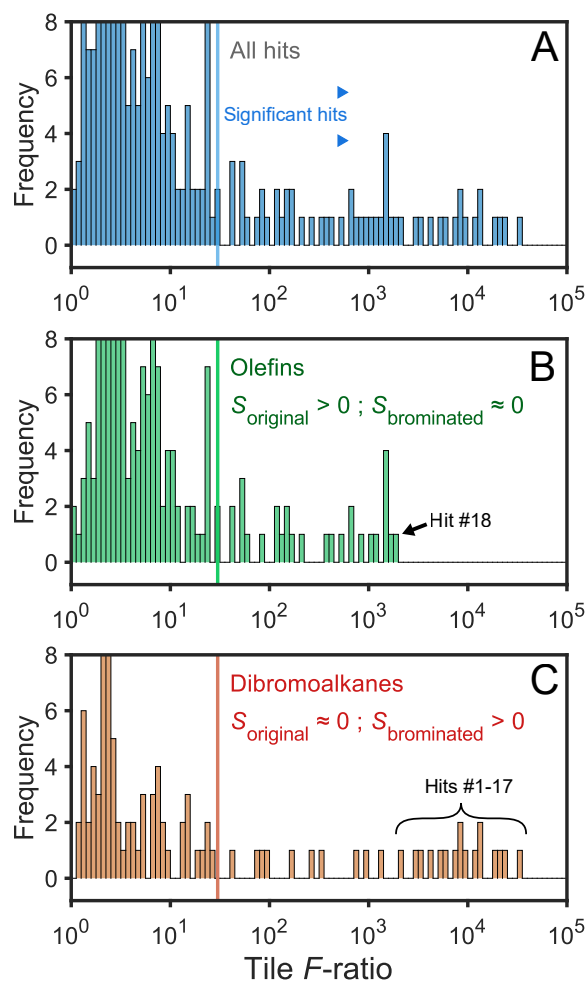 A
All hits
Significant hits
Frequency
8
6
4
2
0
10^0 10^1 10^2 10^3 10^4 10^5
B
Olefins
S_original > 0 ; S_brominated ≈ 0
Hit #18
Frequency
8
6
4
2
0
10^0 10^1 10^2 10^3 10^4 10^5
C
Dibromoalkanes
S_original ≈ 0 ; S_brominated > 0
Hits #1-17
Frequency
8
6
4
2
0
10^0 10^1 10^2 10^3 10^4 10^5
Tile F-ratio